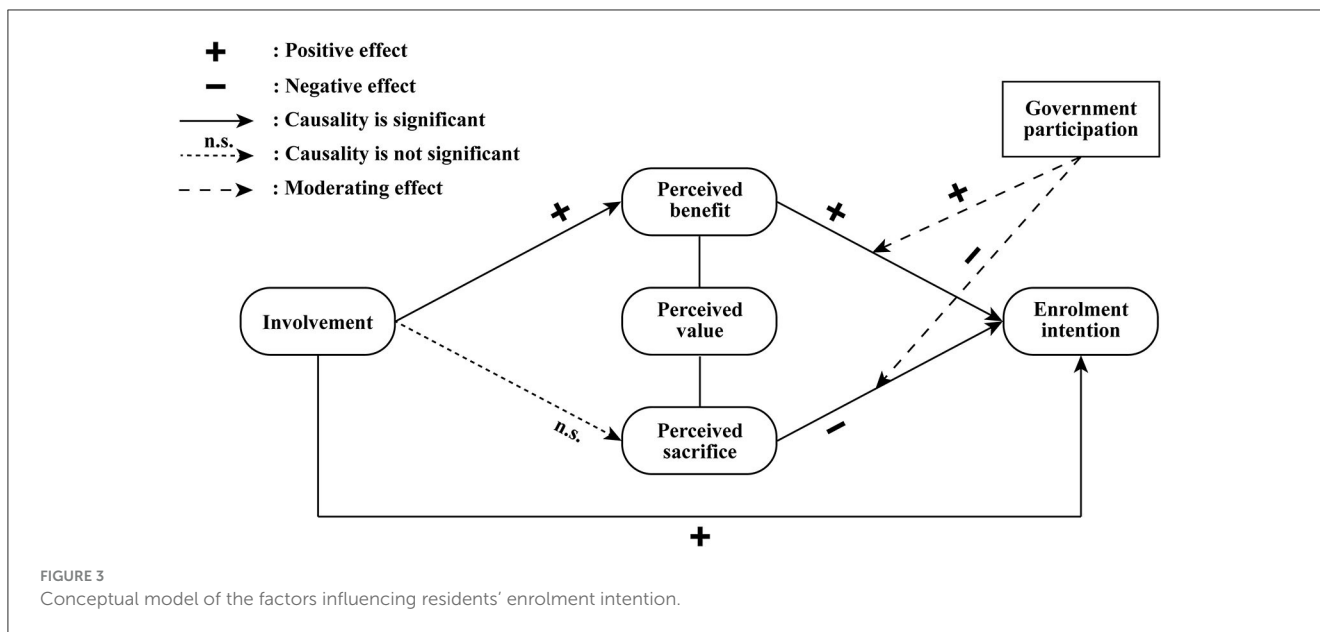 + : Positive effect
− : Negative effect
: Causality is significant
n.s.
: Causality is not significant
: Moderating effect
Government
participation
Perceived
benefit
+
+
+
−
Involvement
Perceived
value
Enrolment
intention
n.s.
Perceived
sacrifice
−
+
FIGURE 3
Conceptual model of the factors influencing residents’ enrolment intention.